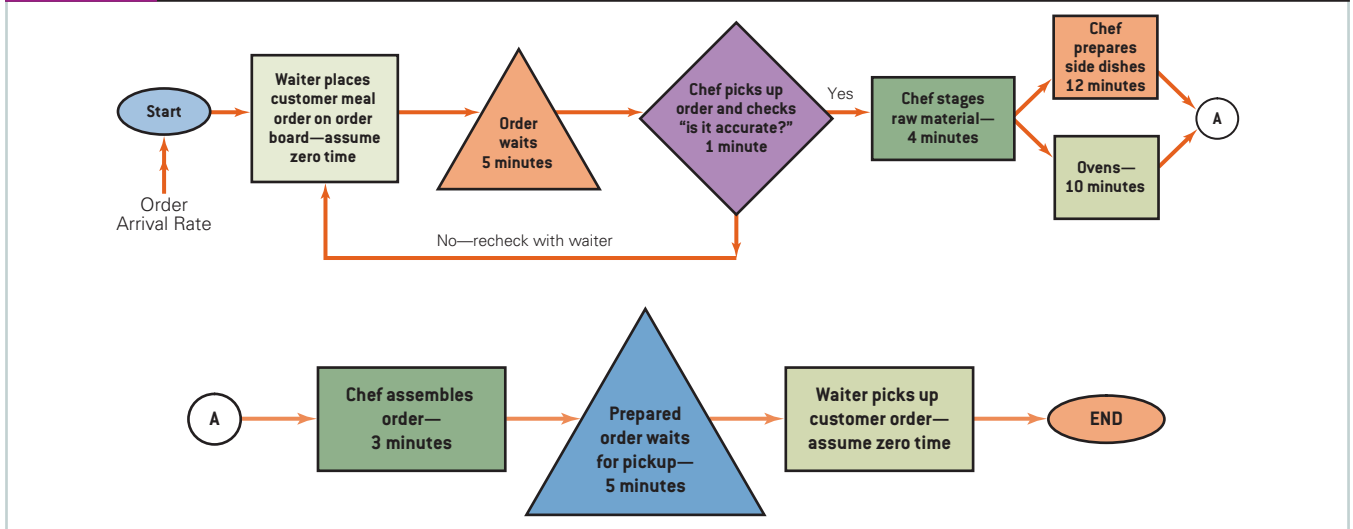 Start
Order
Arrival Rate
Waiter places
customer meal
order on order
board—assume
zero time
Order
waits
5 minutes
Chef picks up
order and checks
“is it accurate?”
1 minute
Yes
No—recheck with waiter
Chef stages
raw material—
4 minutes
Chef
prepares
side dishes
12 minutes
Ovens—
10 minutes
A
A
Chef assembles
order—
3 minutes
Prepared
order waits
for pickup—
5 minutes
Waiter picks up
customer order—
assume zero time
END